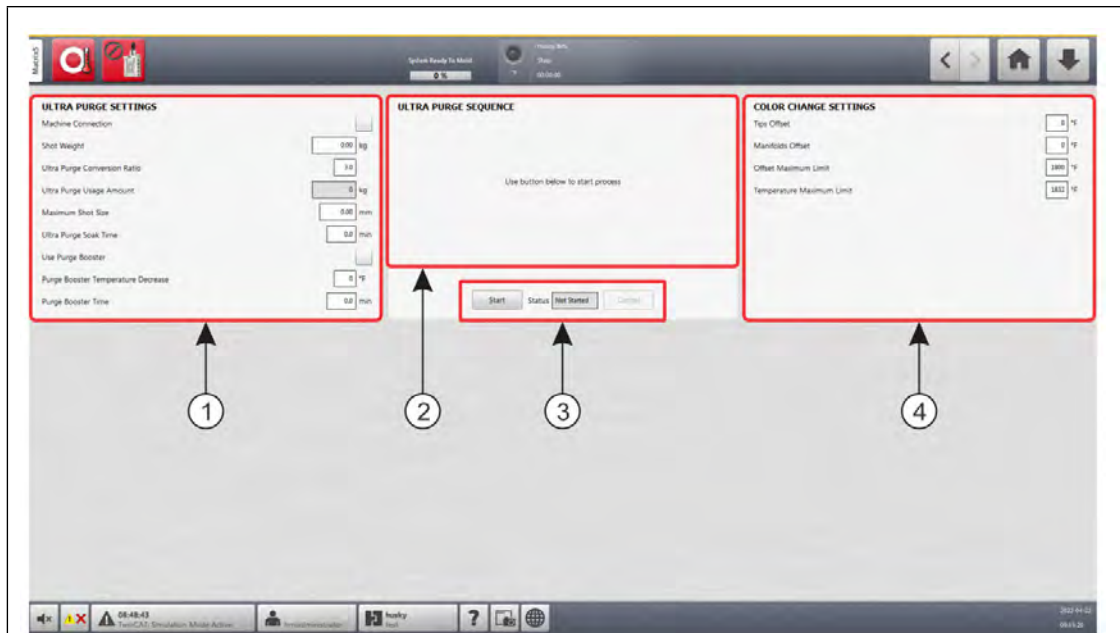 Matrix5
System Ready To Mold
0 %
Stop
00:00:00
ULTRA PURGE SETTINGS
Machine Connection
Shot Weight 0.00 kg
Ultra Purge Conversion Ratio 3.0
Ultra Purge Usage Amount 0 kg
Maximum Shot Size 0.00 mm
Ultra Purge Soak Time 0.0 min
Use Purge Booster
Purge Booster Temperature Decrease 0 °F
Purge Booster Time 0.0 min
ULTRA PURGE SEQUENCE
Use button below to start process
Start Status Not Started Cancel
COLOR CHANGE SETTINGS
Tips Offset 0 °F
Manifolds Offset 0 °F
Offset Maximum Limit 1800 °F
Temperature Maximum Limit 1832 °F
1
2
3
4
08:48:43
TwinCAT: Simulation Mode Active
hmiadministrator
husky
?